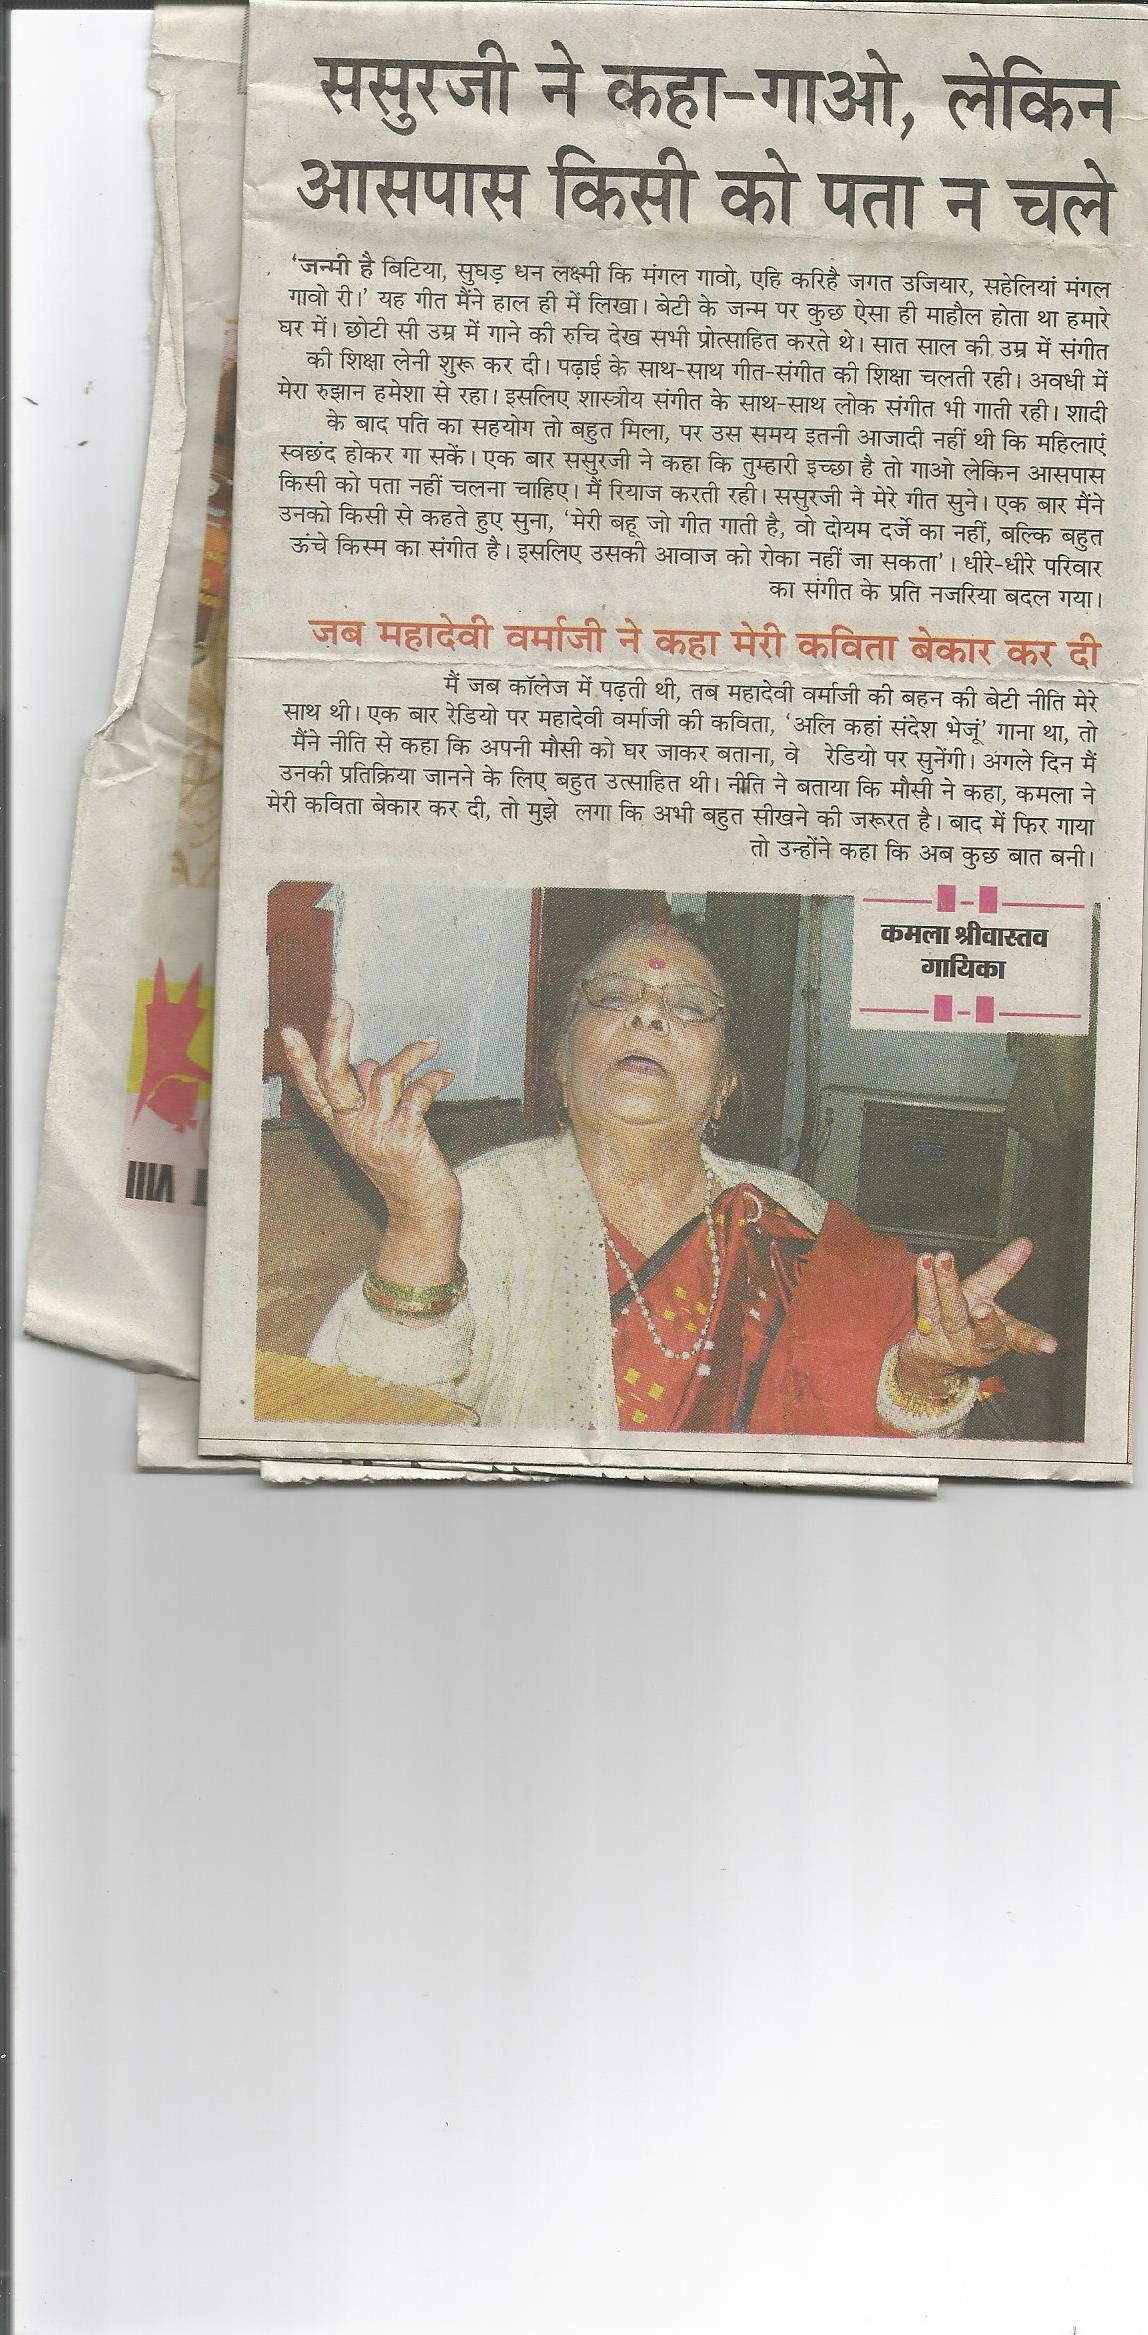 ससुरजी ने कहा-गाओ, लेकिन
आसपास किसी को पता न चले
‘जन्मी है बिटिया, सुघड़ धन लक्ष्मी कि मंगल गावो, एहि करिहै जगत उजियार, सहेलियां मंगल
गावो री।’ यह गीत मैंने हाल ही में लिखा। बेटी के जन्म पर कुछ ऐसा ही माहौल होता था हमारे
घर में। छोटी सी उम्र में गाने की रुचि देख सभी प्रोत्साहित करते थे। सात साल की उम्र में संगीत
की शिक्षा लेनी शुरू कर दी। पढ़ाई के साथ-साथ गीत-संगीत की शिक्षा चलती रही। अवधी में
मेरा रुझान हमेशा से रहा। इसलिए शास्त्रीय संगीत के साथ-साथ लोक संगीत भी गाती रही। शादी
के बाद पति का सहयोग तो बहुत मिला, पर उस समय इतनी आजादी नहीं थी कि महिलाएं
स्वछंद होकर गा सकें। एक बार ससुरजी ने कहा कि तुम्हारी इच्छा है तो गाओ लेकिन आसपास
किसी को पता नहीं चलना चाहिए। मैं रियाज करती रही। ससुरजी ने मेरे गीत सुने। एक बार मैंने
उनको किसी से कहते हुए सुना, ‘मेरी बहू जो गीत गाती है, वो दोयम दर्जे का नहीं, बल्कि बहुत
ऊंचे किस्म का संगीत है। इसलिए उसकी आवाज को रोका नहीं जा सकता’। धीरे-धीरे परिवार
का संगीत के प्रति नजरिया बदल गया।
जब महादेवी वर्माजी ने कहा मेरी कविता बेकार कर दी
मैं जब कॉलेज में पढ़ती थी, तब महादेवी वर्माजी की बहन की बेटी नीति मेरे
साथ थी। एक बार रेडियो पर महादेवी वर्माजी की कविता, ‘अलि कहां संदेश भेजूं’ गाना था, तो
मैंने नीति से कहा कि अपनी मौसी को घर जाकर बताना, वे रेडियो पर सुनेंगी। अगले दिन मैं
उनकी प्रतिक्रिया जानने के लिए बहुत उत्साहित थी। नीति ने बताया कि मौसी ने कहा, कमला ने
मेरी कविता बेकार कर दी, तो मुझे लगा कि अभी बहुत सीखने की जरूरत है। बाद में फिर गाया
तो उन्होंने कहा कि अब कुछ बात बनी।
कमला श्रीवास्तव
गायिका